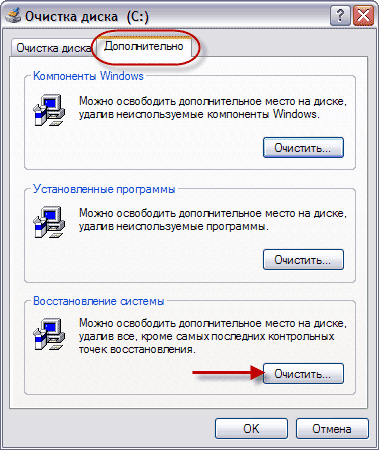 Очистка диска  (C:)
Очистка диска
Дополнительно
Компоненты Windows
Можно освободить дополнительное место на диске,
удалив неиспользуемые компоненты Windows.
Очистить...
Установленные программы
Можно освободить дополнительное место на диске,
удалив неиспользуемые программы.
Очистить...
Восстановление системы
Можно освободить дополнительное место на диске,
удалив все, кроме самых последних контрольных
точек восстановления.
Очистить...
OK
Отмена